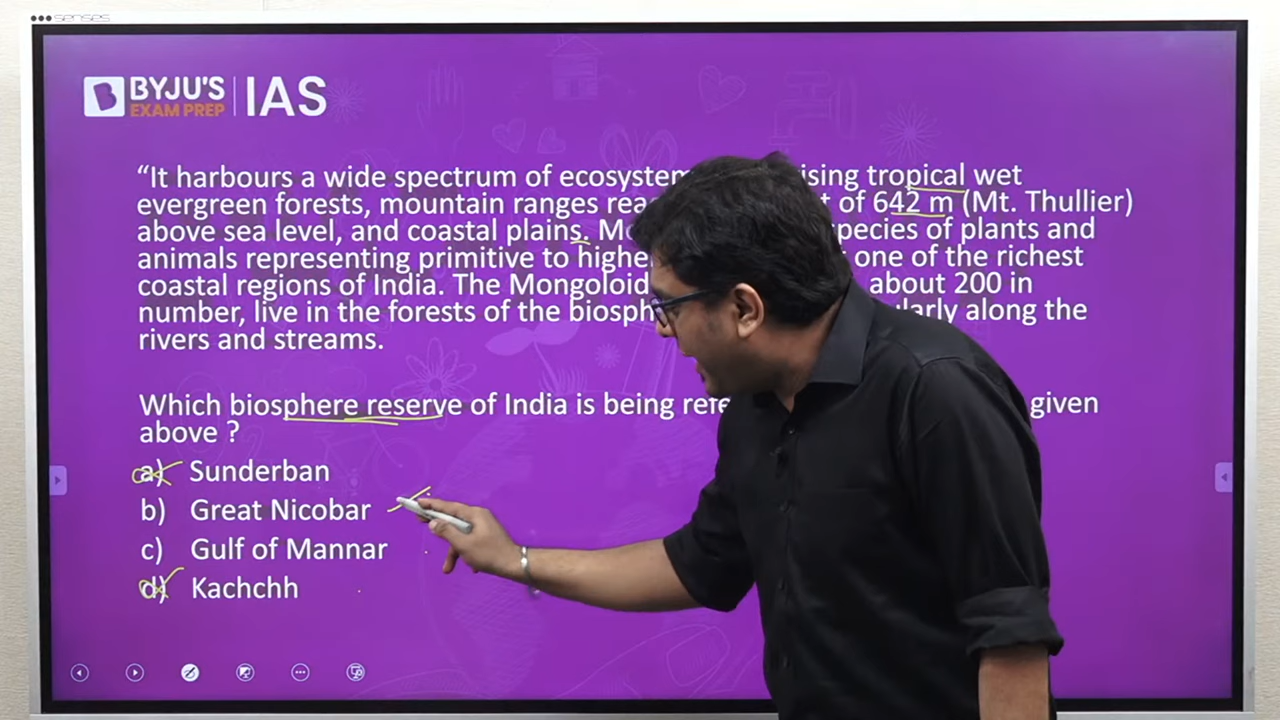 senses
BYJU'S
EXAM PREP
IAS
“It harbours a wide spectrum of ecosystem ising tropical wet
evergreen forests, mountain ranges rea t of 642 m (Mt. Thullier)
above sea level, and coastal plains. M species of plants and
animals representing primitive to highe one of the richest
coastal regions of India. The Mongoloid about 200 in
number, live in the forests of the biosph larly along the
rivers and streams.
Which biosphere reserve of India is being refe given
above ?
a) Sunderban
b) Great Nicobar
c) Gulf of Mannar
d) Kachchh